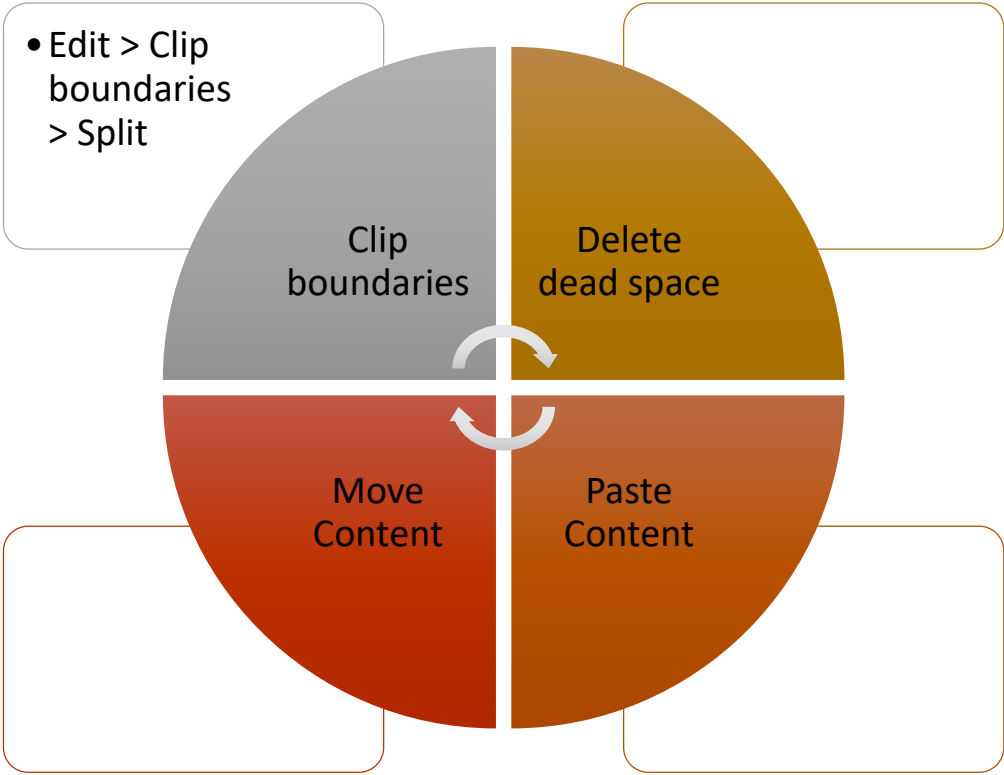 • Edit > Clip
boundaries
> Split
Clip
boundaries
Delete
dead space
Move
Content
Paste
Content